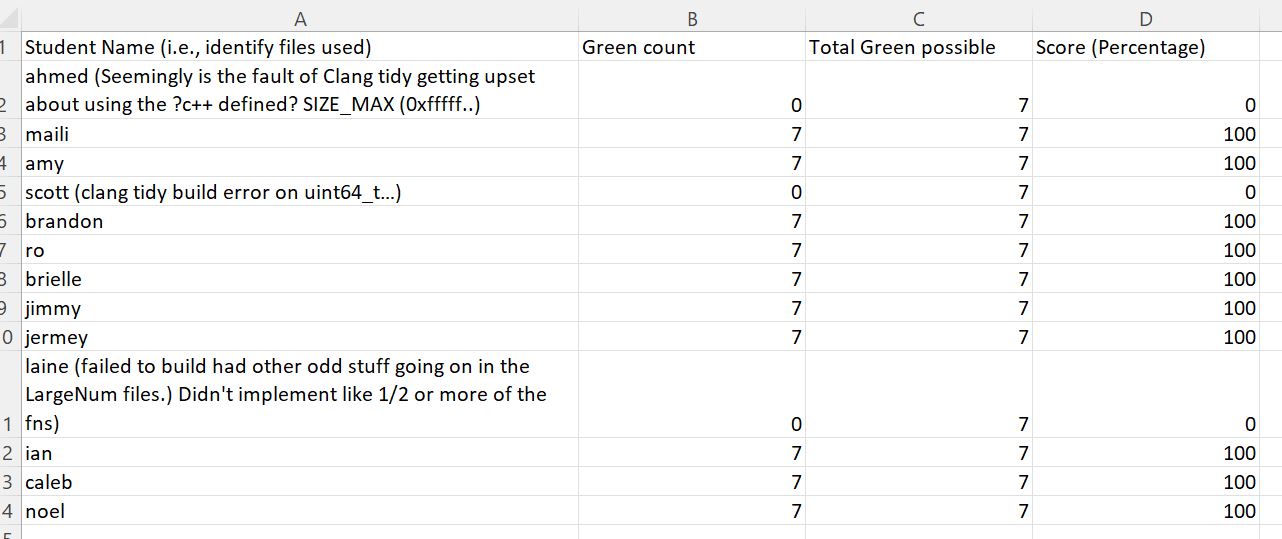 A B C D
1 Student Name (i.e., identify files used) Green count Total Green possible Score (Percentage)
ahmed (Seemingly is the fault of Clang tidy getting upset
2 about using the ?c++ defined? SIZE_MAX (0xfffff..) 0 7 0
3 maili 7 7 100
4 amy 7 7 100
5 scott (clang tidy build error on uint64_t...) 0 7 0
6 brandon 7 7 100
7 ro 7 7 100
8 brielle 7 7 100
9 jimmy 7 7 100
0 jermey 7 7 100
laine (failed to build had other odd stuff going on in the
LargeNum files.) Didn't implement like 1/2 or more of the
1 fns) 0 7 0
2 ian 7 7 100
3 caleb 7 7 100
4 noel 7 7 100